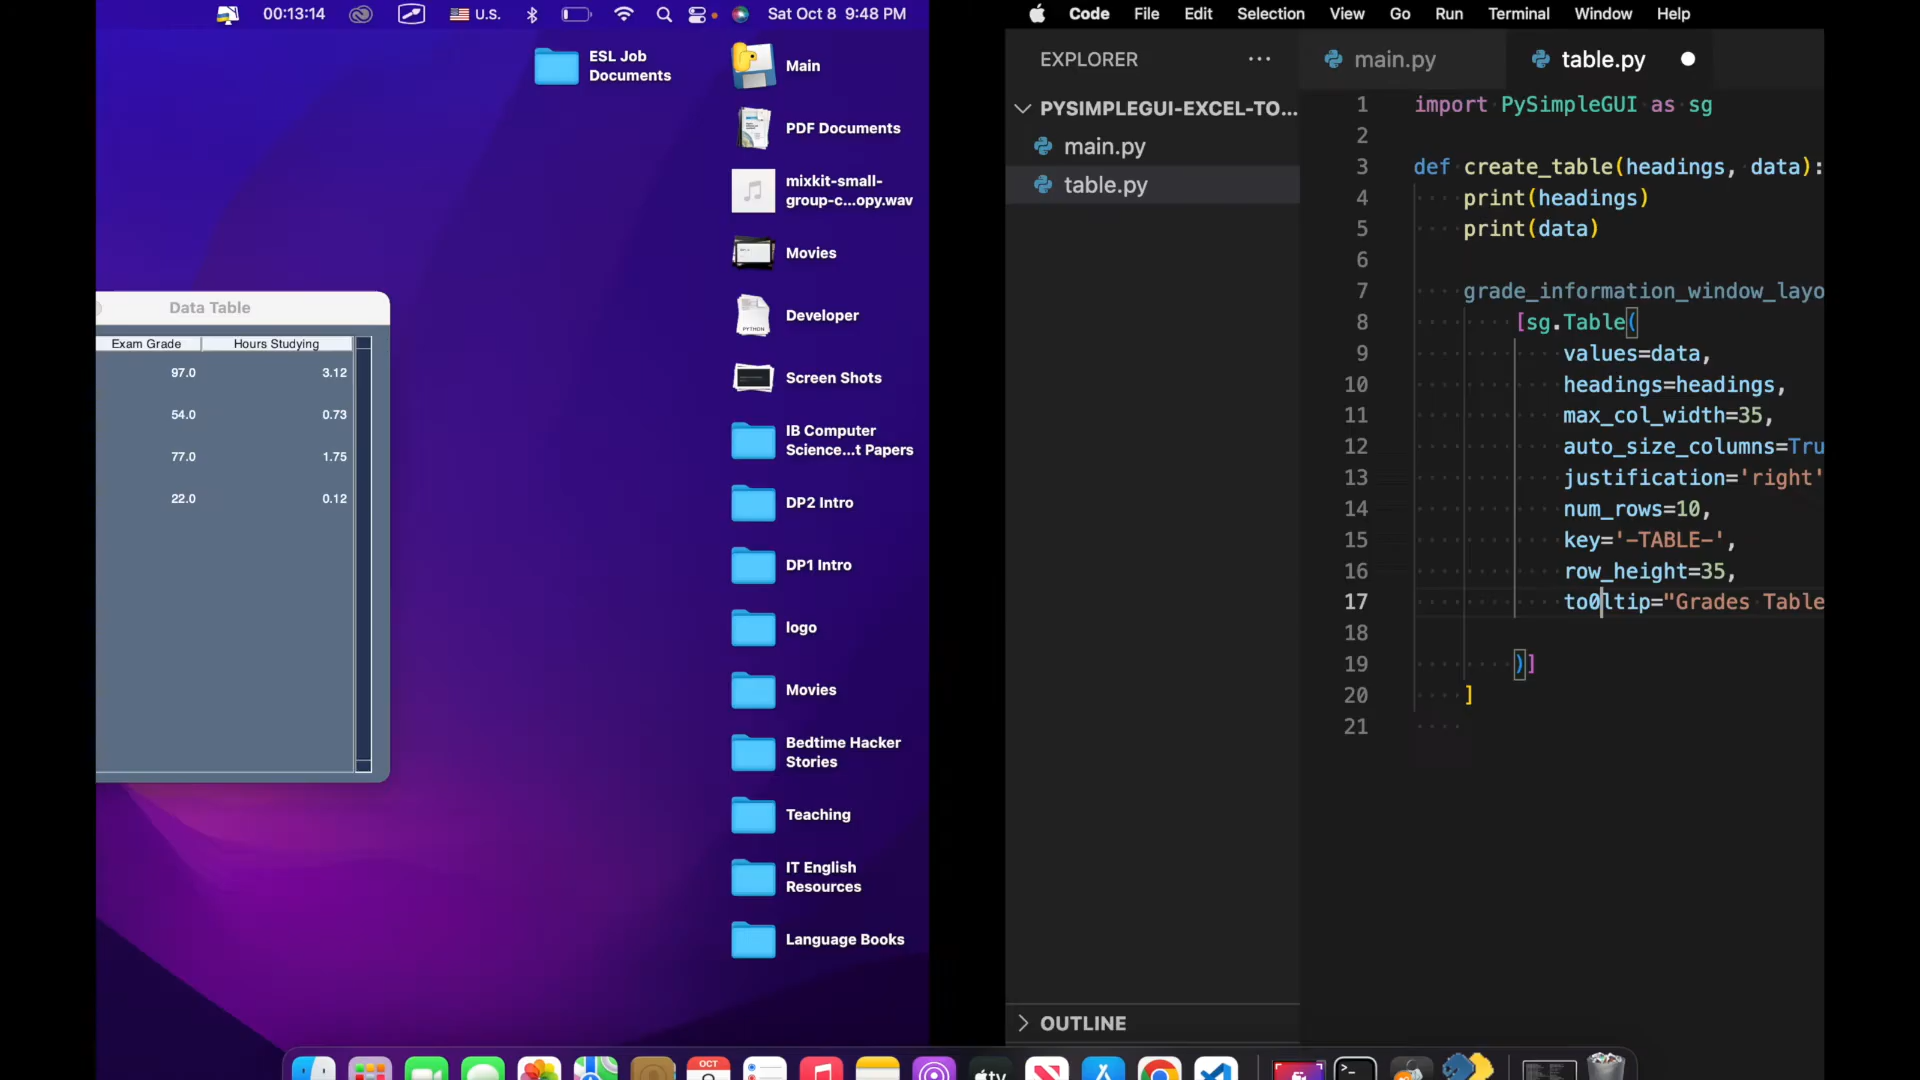 00:13:14
U.S.
Sat Oct 8 9:48 PM
ESL Job
Documents
Main
PDF Documents
mixkit-small-
group-c...opy.wav
Movies
Developer
PYTHON
Screen Shots
IB Computer
Science...t Papers
DP2 Intro
DP1 Intro
logo
Movies
Bedtime Hacker
Stories
Teaching
IT English
Resources
Language Books
Data Table
Exam Grade Hours Studying
97.0 3.12
54.0 0.73
77.0 1.75
22.0 0.12
Code File Edit Selection View Go Run Terminal Window Help
EXPLORER
PYSIMPLEGUI-EXCEL-TO...
main.py
table.py
OUTLINE
main.py table.py
1 import PySimpleGUI as sg
2
3 def create_table(headings, data):
4 print(headings)
5 print(data)
6
7 grade_information_window_layo
8 [sg.Table(
9 values=data,
10 headings=headings,
11 max_col_width=35,
12 auto_size_columns=Tru
13 justification='right'
14 num_rows=10,
15 key='-TABLE-',
16 row_height=35,
17 to0ltip="Grades Table
18
19 )]
20 ]
21
OCT
tv